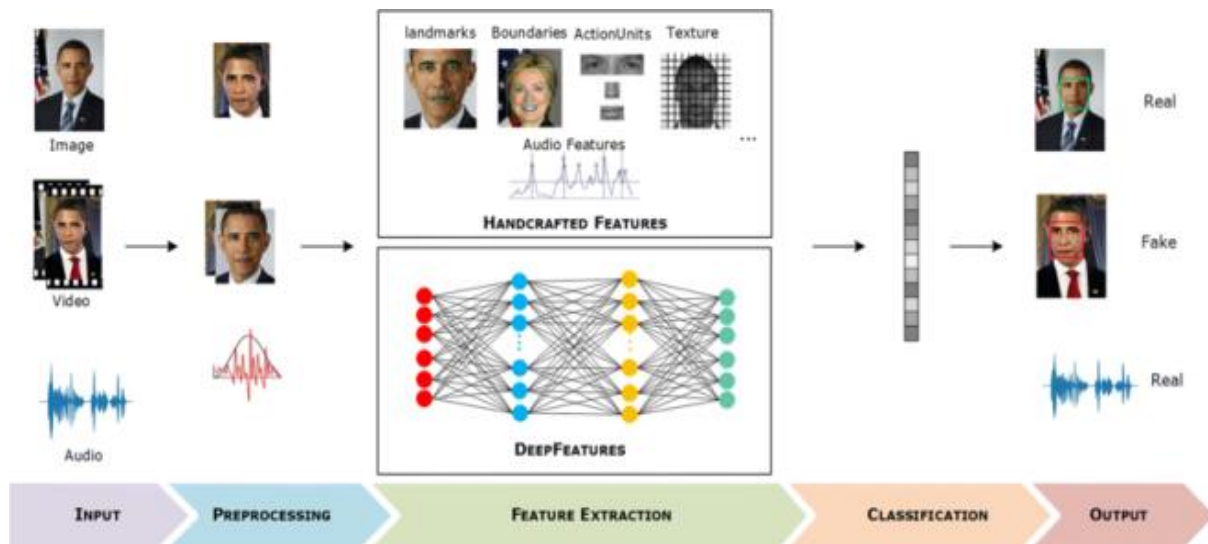 landmarks Boundaries ActionUnits Texture
Image
Real
...
Audio Features
HANDCRAFTED FEATURES
Video
Fake
Audio
DEEPFEATURES
Real
INPUT PREPROCESSING FEATURE EXTRACTION CLASSIFICATION OUTPUT